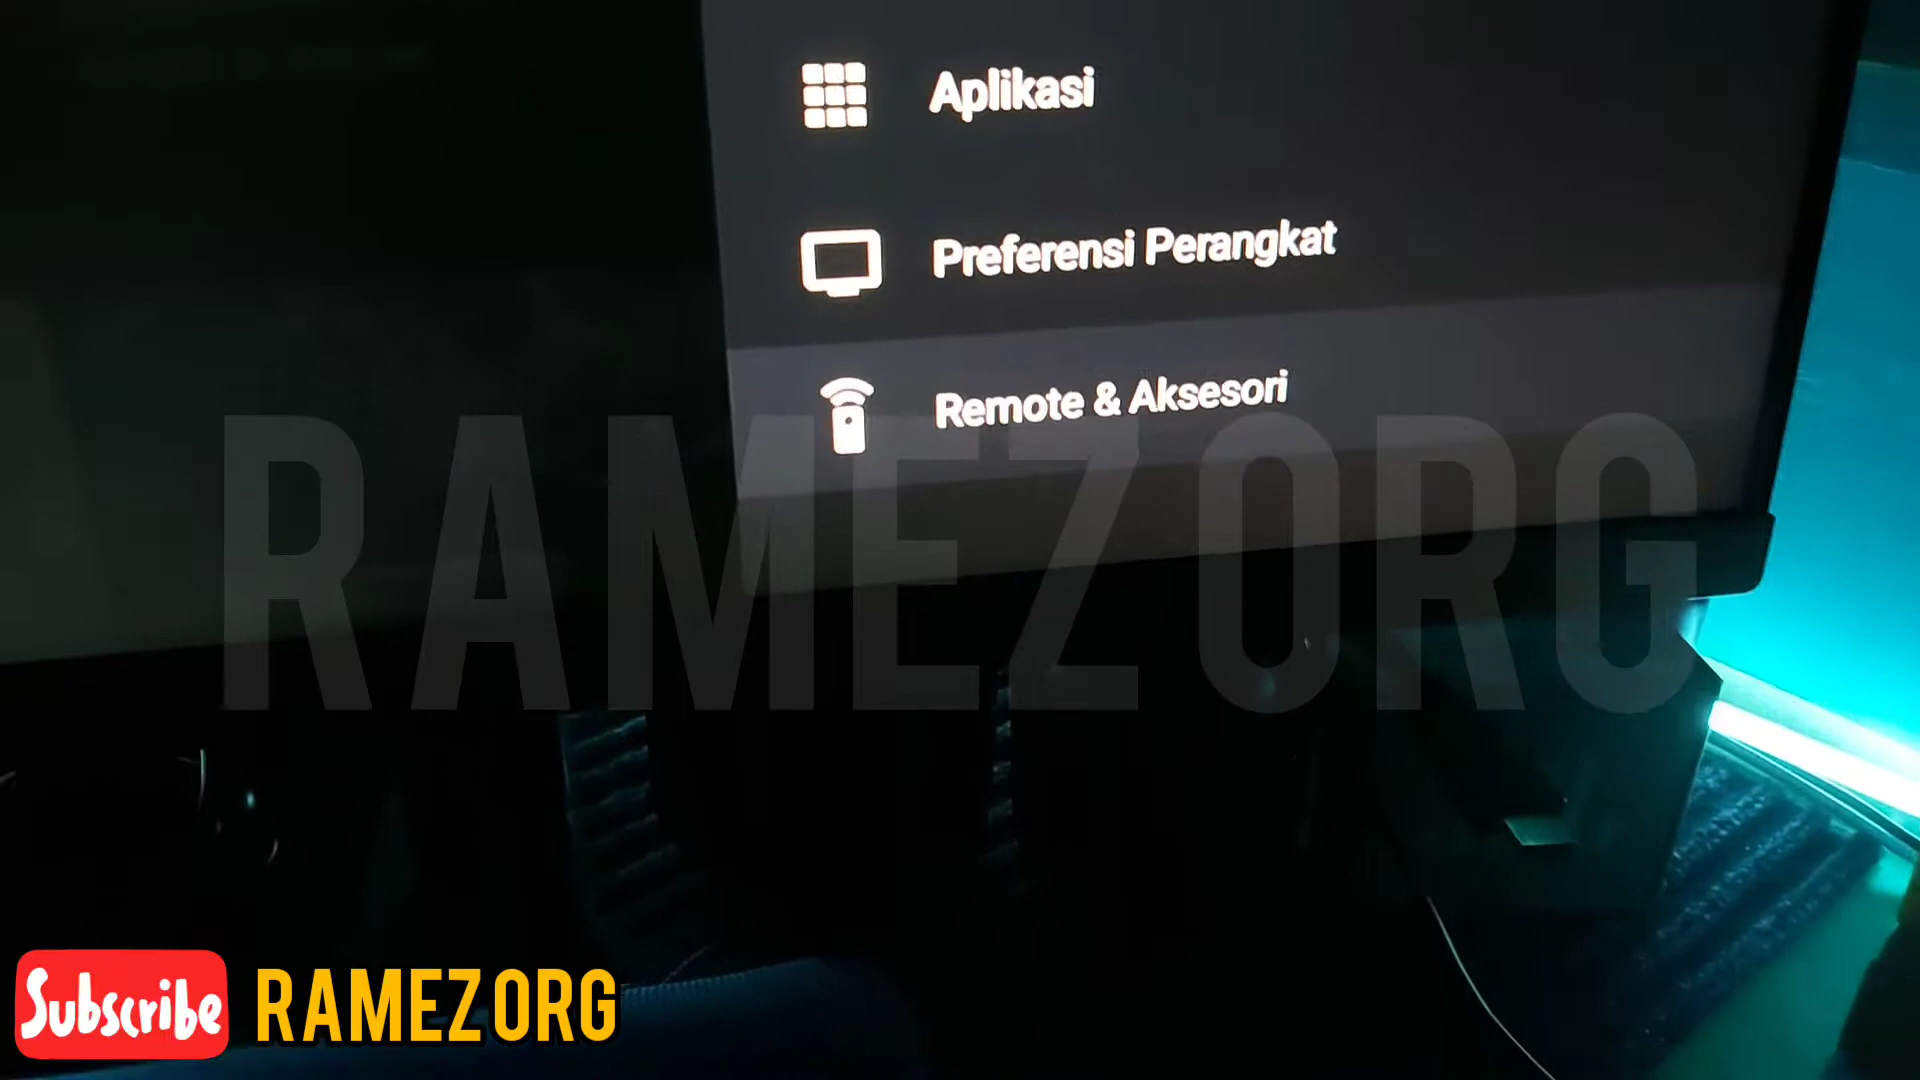 Aplikasi
Preferensi Perangkat
Remote & Aksesori
RAMEZORG
Subscribe
RAMEZORG